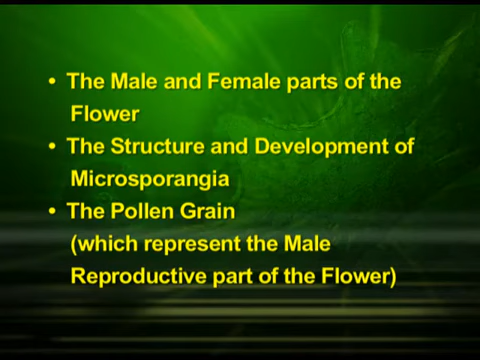 • The Male and Female parts of the
Flower
• The Structure and Development of
Microsporangia
• The Pollen Grain
(which represent the Male
Reproductive part of the Flower)